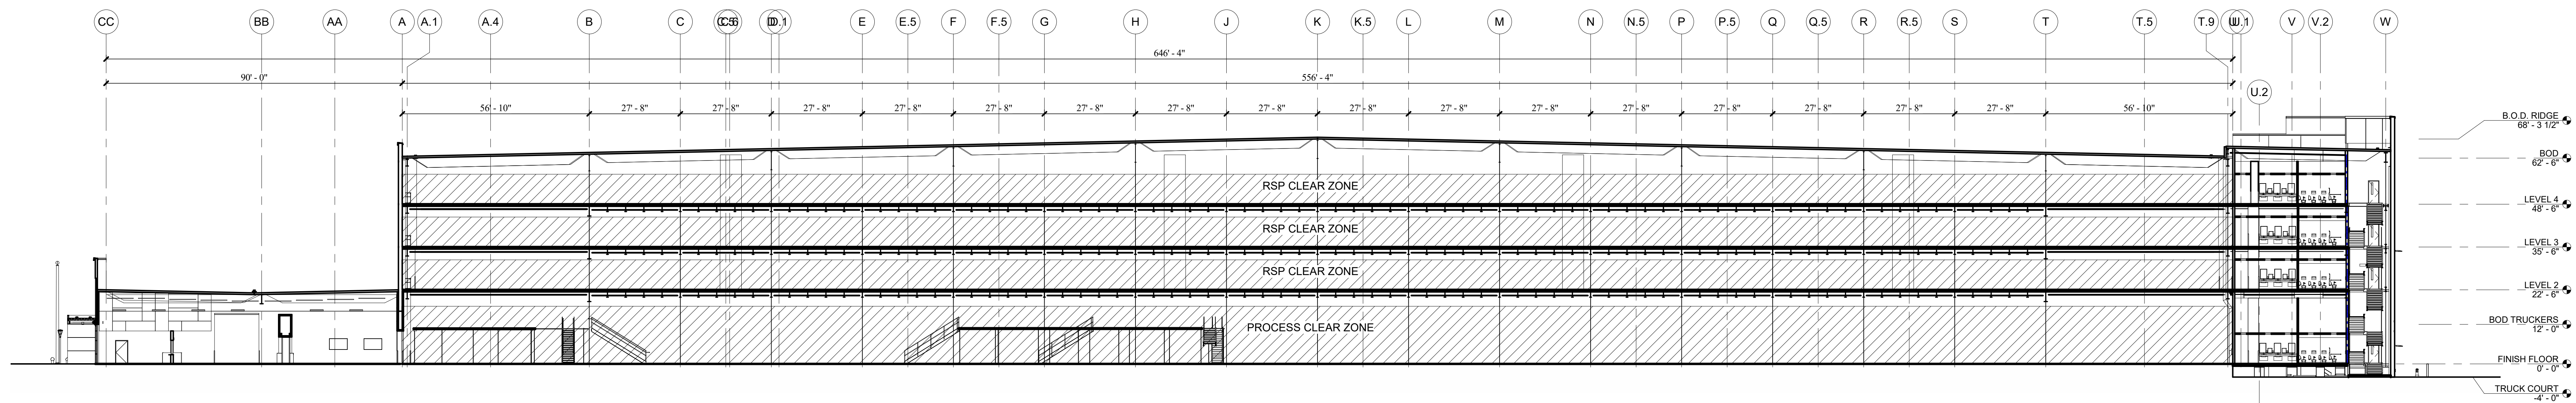 CC BB AA A A.1 A.4 B C C.5 C.6 D D.1 E E.5 F F.5 G H J K K.5 L M N N.5 P P.5 Q Q.5 R R.5 S T T.5 T.9 U U.1 V V.2 W
646' - 4"
90' - 0" 556' - 4"
U.2
56' - 10" 27' - 8" 27' - 8" 27' - 8" 27' - 8" 27' - 8" 27' - 8" 27' - 8" 27' - 8" 27' - 8" 27' - 8" 27' - 8" 27' - 8" 27' - 8" 27' - 8" 27' - 8" 27' - 8" 56' - 10"
B.O.D. RIDGE
68' - 3 1/2"
BOD
62' - 6"
RSP CLEAR ZONE
LEVEL 4
48' - 6"
RSP CLEAR ZONE
LEVEL 3
35' - 6"
RSP CLEAR ZONE
LEVEL 2
22' - 6"
BOD TRUCKERS
12' - 0"
PROCESS CLEAR ZONE
FINISH FLOOR
0' - 0"
TRUCK COURT
-4' - 0"